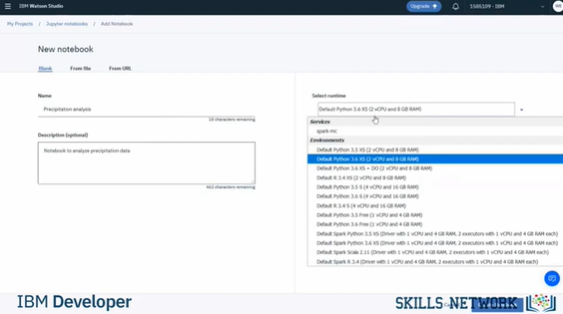 IBM Watson Studio
Upgrade
1585109 - IBM
My Projects / Jupyter notebooks / Add Notebook
New notebook
Blank
From file
From URL
Name
Precipitation analysis
Description (optional)
Notebook to analyze precipitation data
Select runtime
Default Python 3.6 XS (2 vCPU and 8 GB RAM)
Services
spark-mc
Environments
Default Python 3.5 XS (2 vCPU and 8 GB RAM)
Default Python 3.6 XS (2 vCPU and 8 GB RAM)
Default Python 3.6 XS + DO (2 vCPU and 8 GB RAM)
Default R 3.4 XS (2 vCPU and 8 GB RAM)
Default Python 3.5 S (4 vCPU and 16 GB RAM)
Default Python 3.6 S (4 vCPU and 16 GB RAM)
Default R 3.4 S (4 vCPU and 16 GB RAM)
Default Python 3.5 Free (1 vCPU and 4 GB RAM)
Default Python 3.6 Free (1 vCPU and 4 GB RAM)
Default Spark Python 3.5 XS (Driver with 1 vCPU and 4 GB RAM, 2 executors with 1 vCPU and 4 GB RAM each)
Default Spark Python 3.6 XS (Driver with 1 vCPU and 4 GB RAM, 2 executors with 1 vCPU and 4 GB RAM each)
Default Spark Scala 2.11 (Driver with 1 vCPU and 4 GB RAM, 2 executors with 1 vCPU and 4 GB RAM each)
Default Spark R 3.4 (Driver with 1 vCPU and 4 GB RAM, 2 executors with 1 vCPU and 4 GB RAM each)
IBM Developer
SKILLS NETWORK